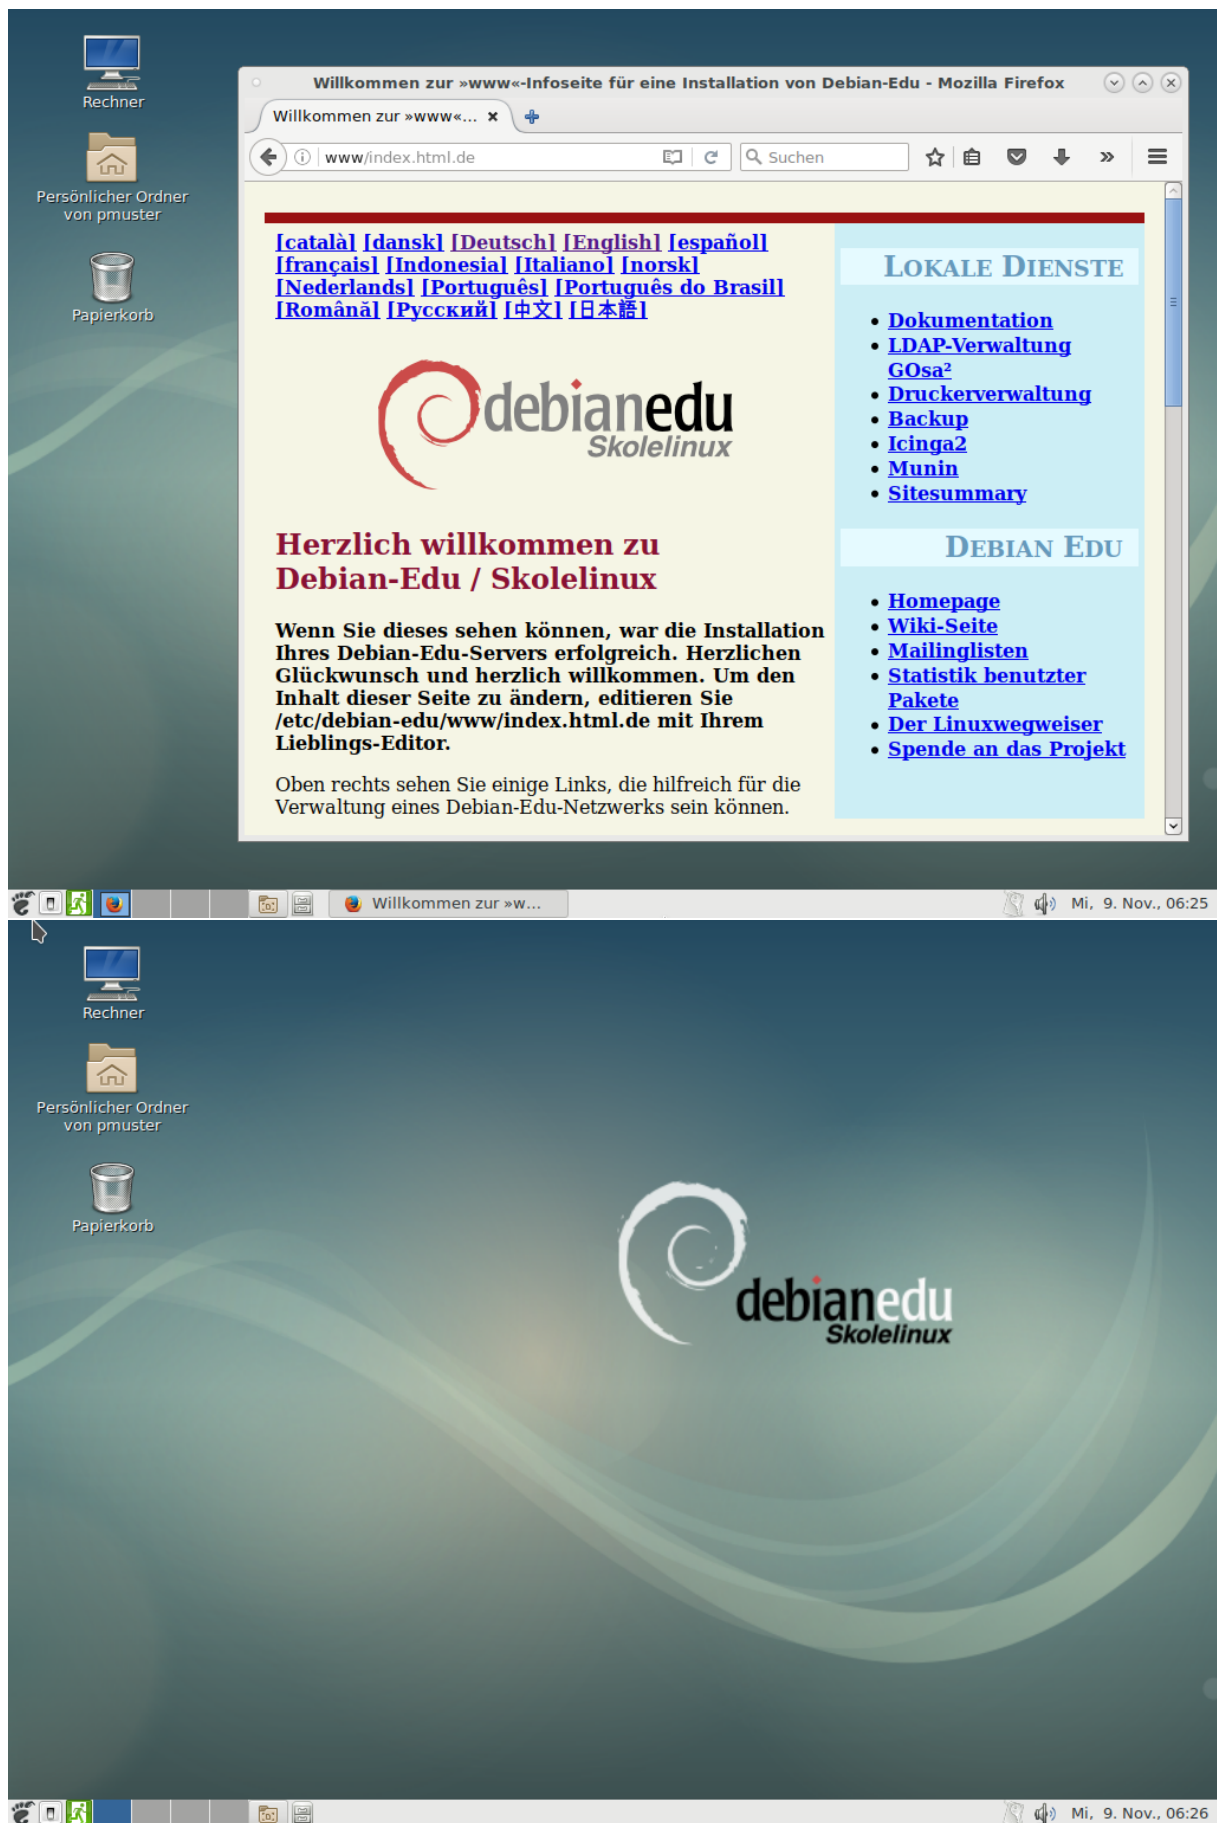 Rechner
Persönlicher Ordner
von pmuster
Papierkorb
Willkommen zur »www«-Infoseite für eine Installation von Debian-Edu - Mozilla Firefox
Willkommen zur »www«...
www/index.html.de
Suchen
[català] [dansk] [Deutsch] [English] [español]
[français] [Indonesia] [Italiano] [norsk]
[Nederlands] [Português] [Português do Brasil]
[Română] [Русский] [中文] [日本語]
debianedu
Skolelinux
Herzlich willkommen zu
Debian-Edu / Skolelinux
Wenn Sie dieses sehen können, war die Installation
Ihres Debian-Edu-Servers erfolgreich. Herzlichen
Glückwunsch und herzlich willkommen. Um den
Inhalt dieser Seite zu ändern, editieren Sie
/etc/debian-edu/www/index.html.de mit Ihrem
Lieblings-Editor.
Oben rechts sehen Sie einige Links, die hilfreich für die
Verwaltung eines Debian-Edu-Netzwerks sein können.
Lokale Dienste
Dokumentation
LDAP-Verwaltung
GOsa²
Druckerverwaltung
Backup
Icinga2
Munin
Sitesummary
Debian Edu
Homepage
Wiki-Seite
Mailinglisten
Statistik benutzter
Pakete
Der Linuxwegweiser
Spende an das Projekt
Willkommen zur »w...
Mi, 9. Nov., 06:25
Rechner
Persönlicher Ordner
von pmuster
Papierkorb
debianedu
Skolelinux
Mi, 9. Nov., 06:26